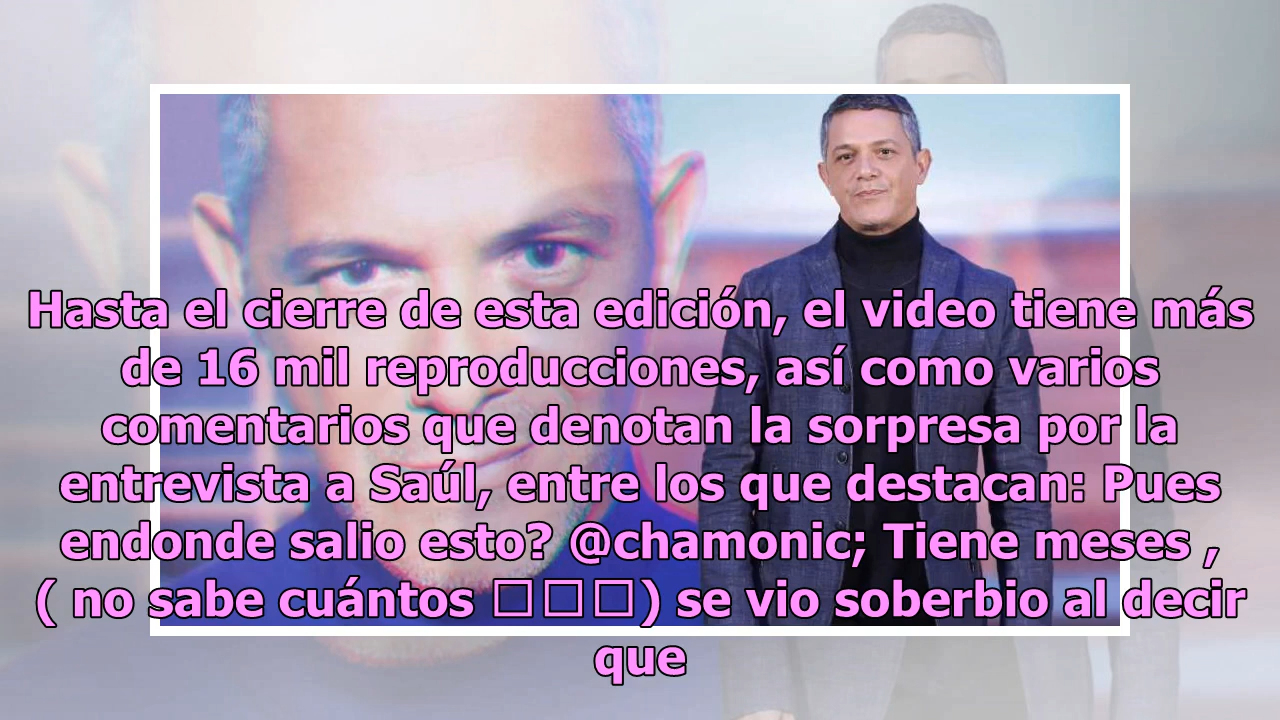 Hasta el cierre de esta edición, el video tiene más
de 16 mil reproducciones, así como varios
comentarios que denotan la sorpresa por la
entrevista a Saúl, entre los que destacan: Pues
endonde salio esto? @chamonic; Tiene meses ,
( no sabe cuántos □□□) se vio soberbio al decir
que